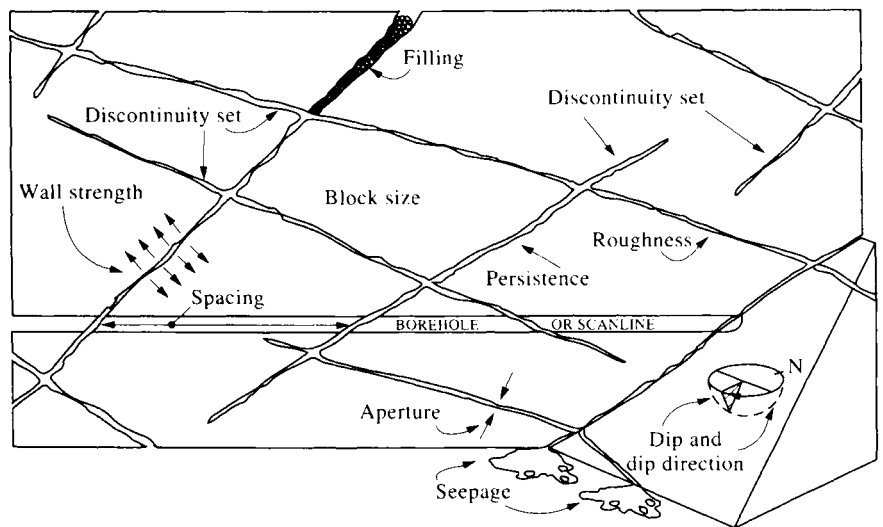 Filling
Discontinuity set
Discontinuity set
Wall strength
Block size
Roughness
Persistence
Spacing
BOREHOLE OR SCANLINE
N
Aperture
Dip and
dip direction
Seepage